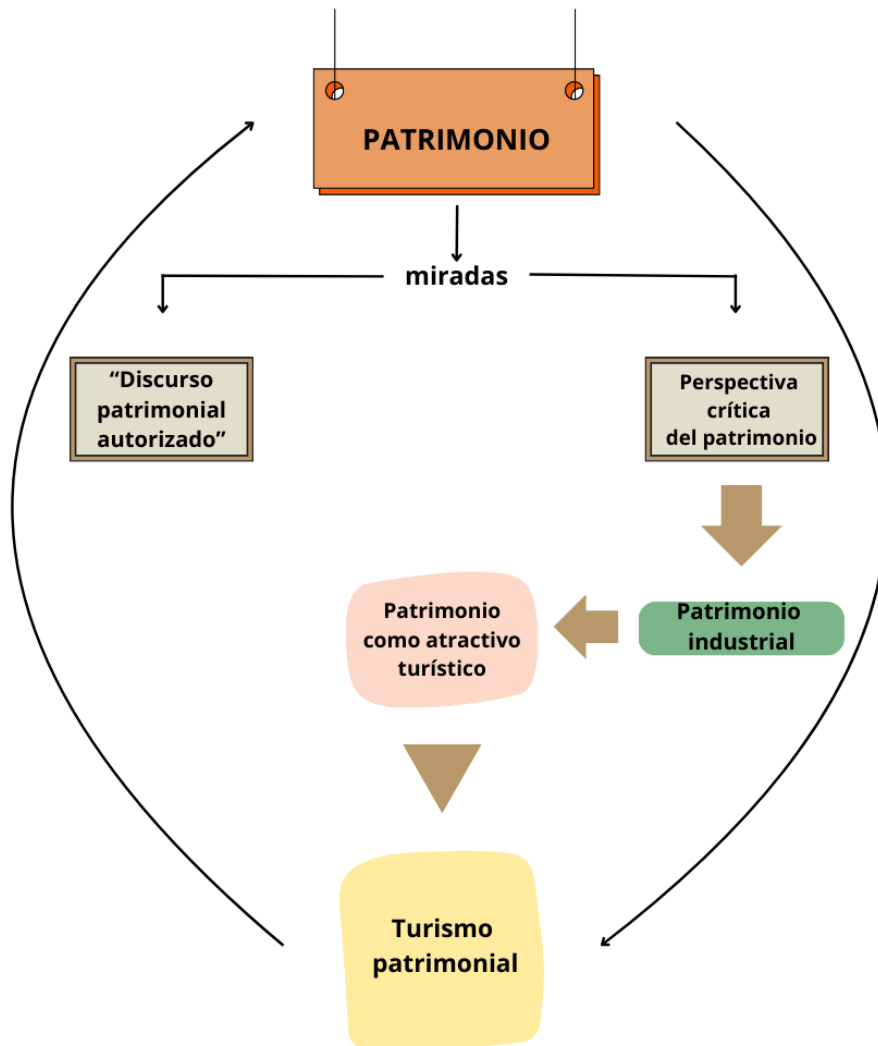 PATRIMONIO
miradas
“Discurso
patrimonial
autorizado”
Perspectiva
crítica
del patrimonio
Patrimonio
industrial
Patrimonio
como atractivo
turístico
Turismo
patrimonial